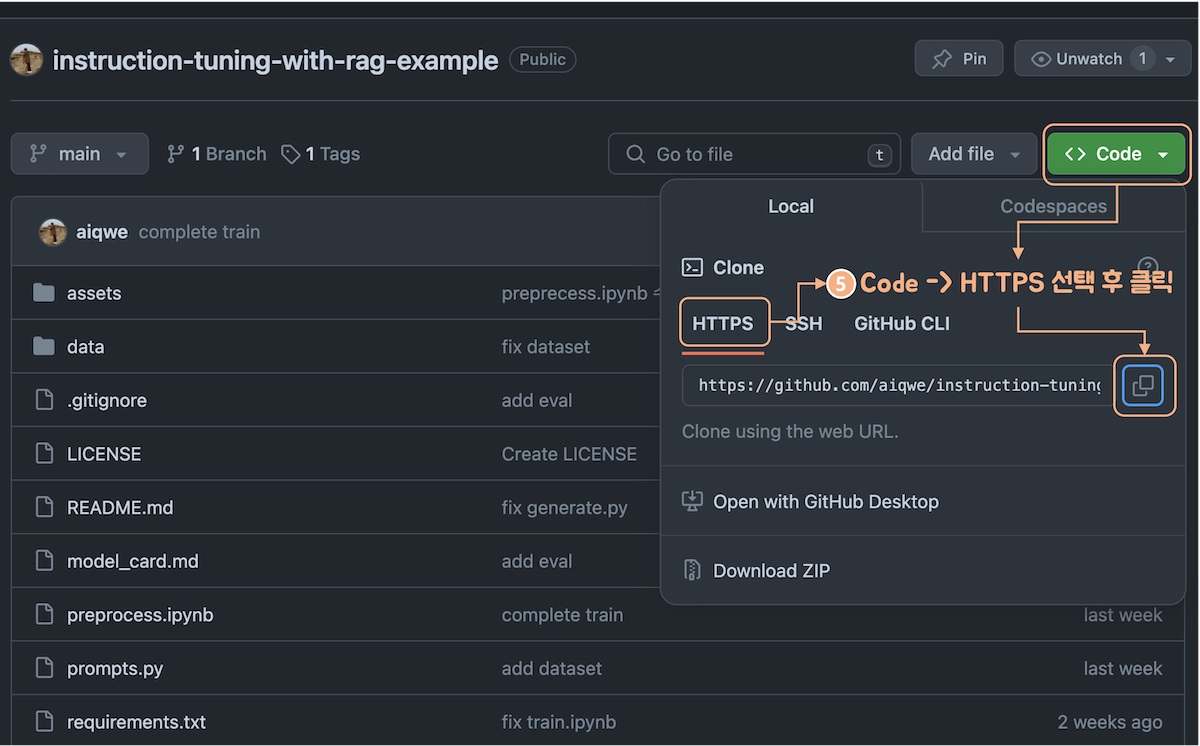 instruction-tuning-with-rag-example Public
Pin
Unwatch 1
main
1 Branch
1 Tags
Go to file t
Add file
Code
Local
Codespaces
aiqwe complete train
Clone
?
5 Code -> HTTPS 선택 후 클릭
HTTPS
SSH
GitHub CLI
https://github.com/aiqwe/instruction-tuning
Clone using the web URL.
Open with GitHub Desktop
Download ZIP
assets preprecess.ipynb
data fix dataset
.gitignore add eval
LICENSE Create LICENSE
README.md fix generate.py
model_card.md add eval
preprocess.ipynb complete train last week
prompts.py add dataset last week
requirements.txt fix train.ipynb 2 weeks ago